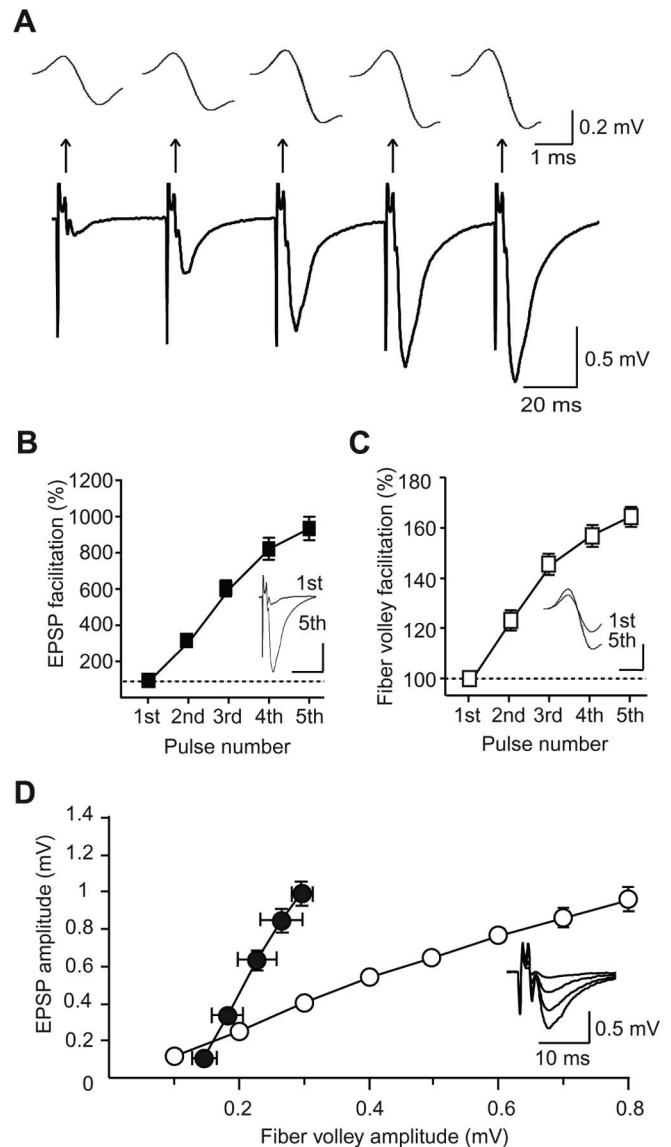 A
0.2 mV
1 ms
0.5 mV
20 ms
B
EPSP facilitation (%)
1200
1000
800
600
400
200
1st
5th
1st 2nd 3rd 4th 5th
Pulse number
C
Fiber volley facilitation (%)
180
160
140
120
100
1st
5th
1st 2nd 3rd 4th 5th
Pulse number
D
EPSP amplitude (mV)
1.4
1.2
1
0.8
0.6
0.4
0.2
0
0.5 mV
10 ms
0.2 0.4 0.6 0.8
Fiber volley amplitude (mV)